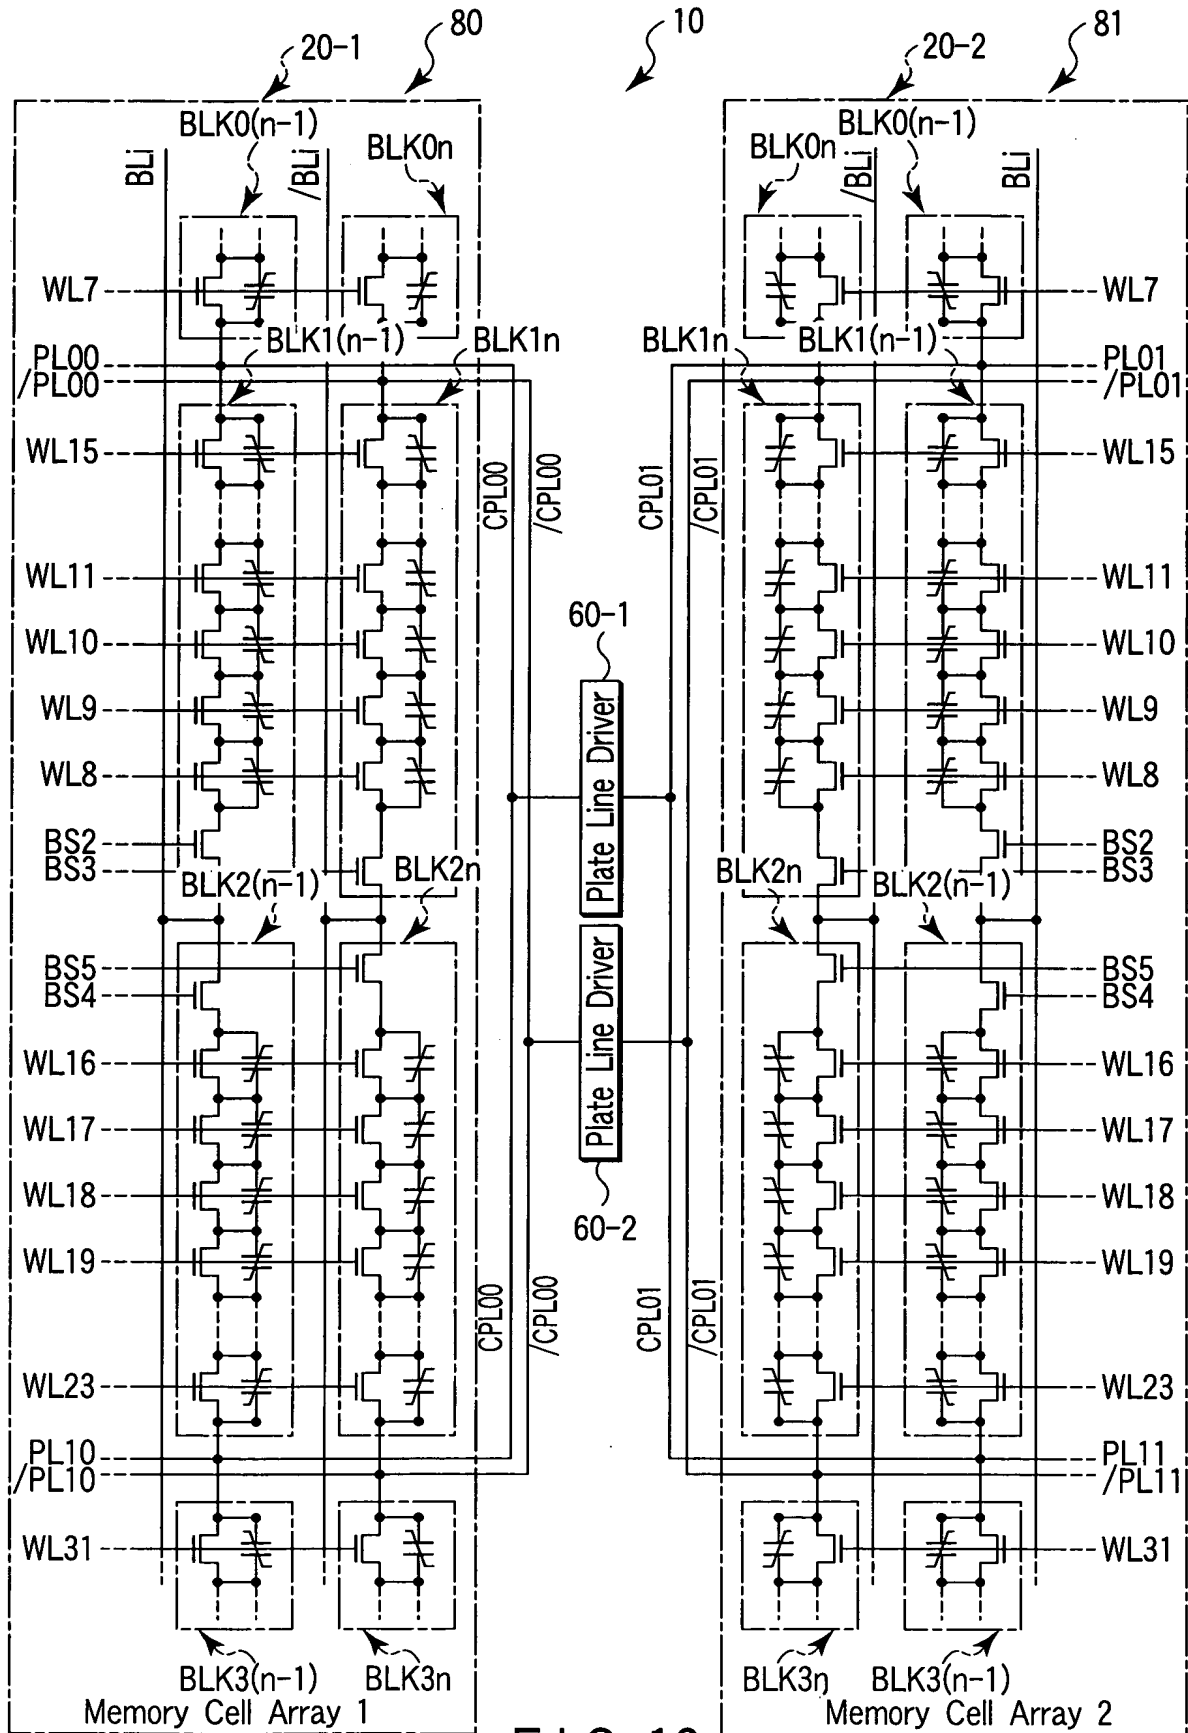 80 10 81
20-1 20-2
BLK0(n-1) BLK0(n-1)
BLK0n BLK0n
BLi /BLi /BLi BLi
WL7 WL7
BLK1(n-1) BLK1n BLK1n BLK1(n-1)
PL00 PL01
/PL00 /PL01
WL15 WL15
CPL00 /CPL00 CPL01 /CPL01
WL11 WL11
60-1
WL10 WL10
WL9 WL9
Plate Line Driver
WL8 WL8
BS2 BS2
BS3 BS3
BLK2(n-1) BLK2n BLK2n BLK2(n-1)
BS5 BS5
BS4 BS4
Plate Line Driver
WL16 WL16
WL17 WL17
WL18 WL18
60-2
WL19 WL19
CPL00 /CPL00 CPL01 /CPL01
WL23 WL23
PL10 PL11
/PL10 /PL11
WL31 WL31
BLK3(n-1) BLK3n BLK3n BLK3(n-1)
Memory Cell Array 1 Memory Cell Array 2